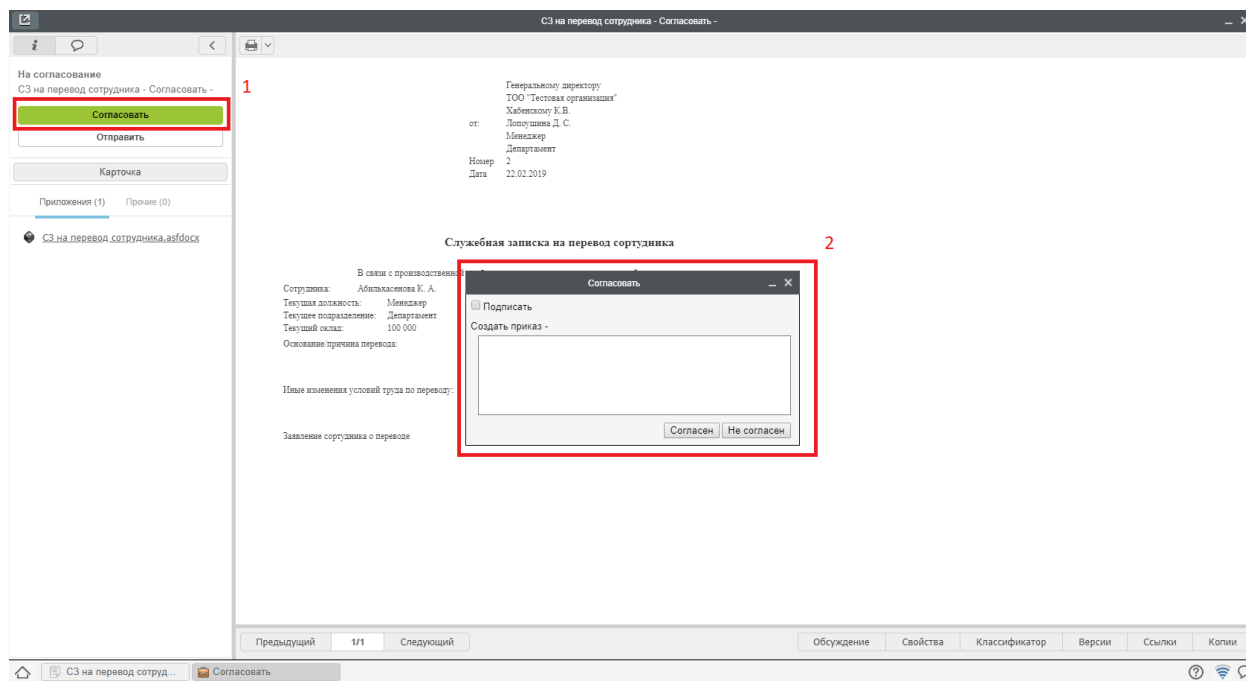 СЗ на перевод сотрудника - Согласовать -
На согласование
СЗ на перевод сотрудника - Согласовать -
1
Согласовать
Отправить
Карточка
Приложения (1) Прочие (0)
СЗ на перевод сотрудника.asfdocx
Генеральному директору
ТОО "Тестовая организация"
Хабенскому К.В.
от: Лопоушина Д. С.
Менеджер
Департамент
Номер 2
Дата 22.02.2019
Служебная записка на перевод сортудника
2
В связи с производственной
Сотрудника: Абильхасенова К. А.
Текущая должность: Менеджер
Текущее подразделение: Департамент
Текущий оклад: 100 000
Основание/причина перевода:
Иные изменения условий труда по переводу:
Заявление сортудника о переводе
Согласовать
Подписать
Создать приказ -
Согласен Не согласен
Предыдущий 1/1 Следующий Обсуждение Свойства Классификатор Версии Ссылки Копии
СЗ на перевод сотруд... Согласовать